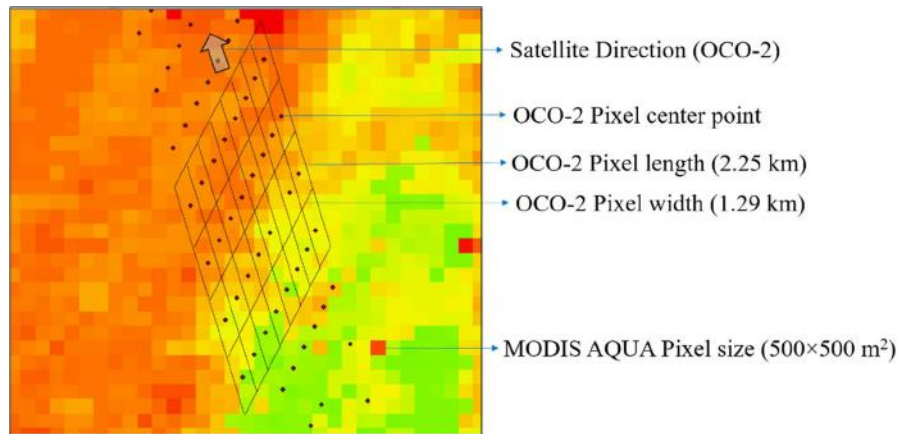 Satellite Direction (OCO-2)
OCO-2 Pixel center point
OCO-2 Pixel length (2.25 km)
OCO-2 Pixel width (1.29 km)
MODIS AQUA Pixel size (500×500 m²)